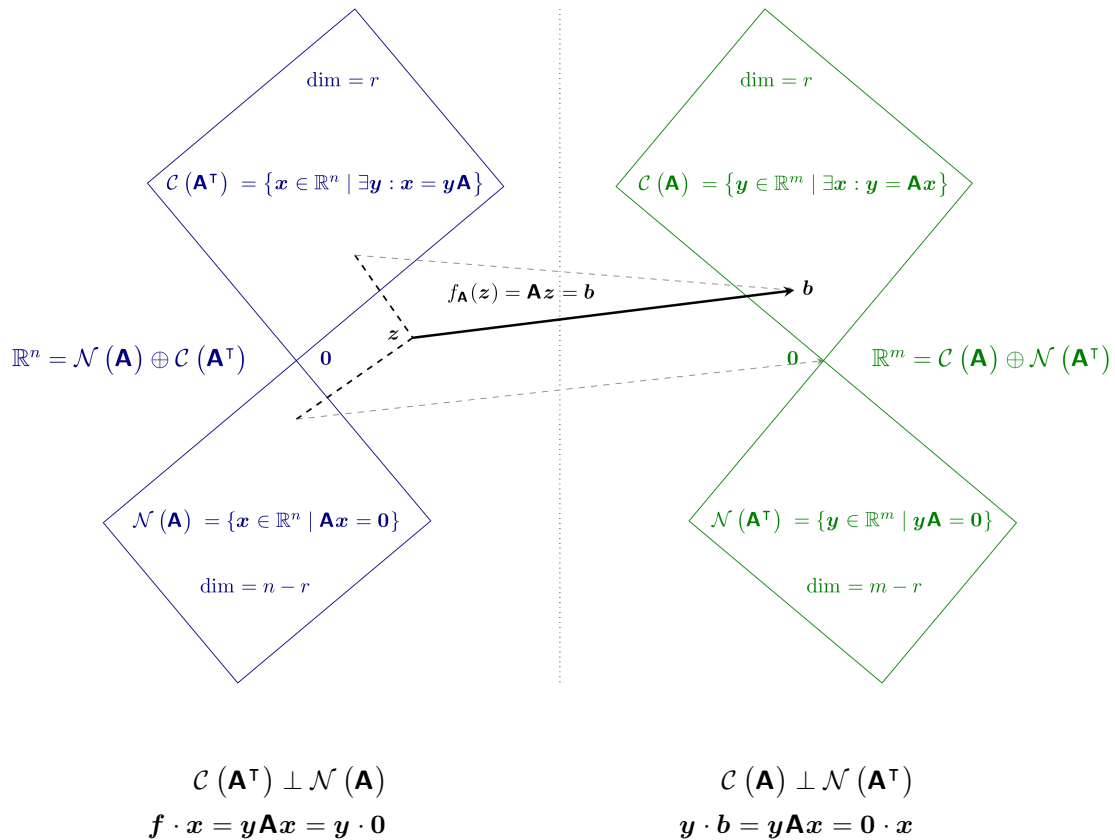 dim = r
dim = r
𝒞(𝐀ᵀ) = {𝒙 ∈ ℝⁿ | ∃𝒚 : 𝒙 = 𝒚𝐀}
𝒞(𝐀) = {𝒚 ∈ ℝᵐ | ∃𝒙 : 𝒚 = 𝐀𝒙}
f_𝐀(𝒛) = 𝐀𝒛 = 𝒃
𝒃
𝒛
ℝⁿ = 𝒩(𝐀) ⊕ 𝒞(𝐀ᵀ)
𝟎
𝟎
ℝᵐ = 𝒞(𝐀) ⊕ 𝒩(𝐀ᵀ)
𝒩(𝐀) = {𝒙 ∈ ℝⁿ | 𝐀𝒙 = 𝟎}
𝒩(𝐀ᵀ) = {𝒚 ∈ ℝᵐ | 𝒚𝐀 = 𝟎}
dim = n − r
dim = m − r
𝒞(𝐀ᵀ) ⊥ 𝒩(𝐀)
𝒇 · 𝒙 = 𝒚𝐀𝒙 = 𝒚 · 𝟎
𝒞(𝐀) ⊥ 𝒩(𝐀ᵀ)
𝒚 · 𝒃 = 𝒚𝐀𝒙 = 𝟎 · 𝒙